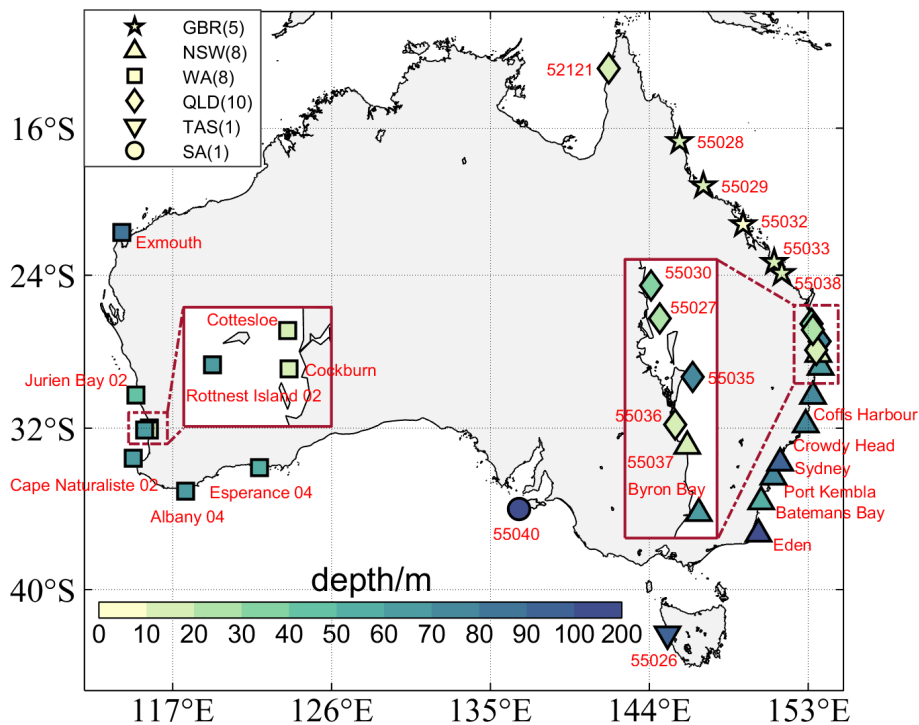 GBR(5)
NSW(8)
WA(8)
QLD(10)
TAS(1)
SA(1)
52121
16°S
55028
55029
55032
Exmouth
55033
24°S
55030
55038
55027
Cottesloe
Jurien Bay 02
Cockburn
55035
Rottnest Island 02
55036
32°S
Coffs Harbour
55037
Crowdy Head
Cape Naturaliste 02
Esperance 04
Byron Bay
Sydney
Port Kembla
Albany 04
Batemans Bay
55040
Eden
depth/m
40°S
0 10 20 30 40 50 60 70 80 90 100 200
55026
117°E 126°E 135°E 144°E 153°E